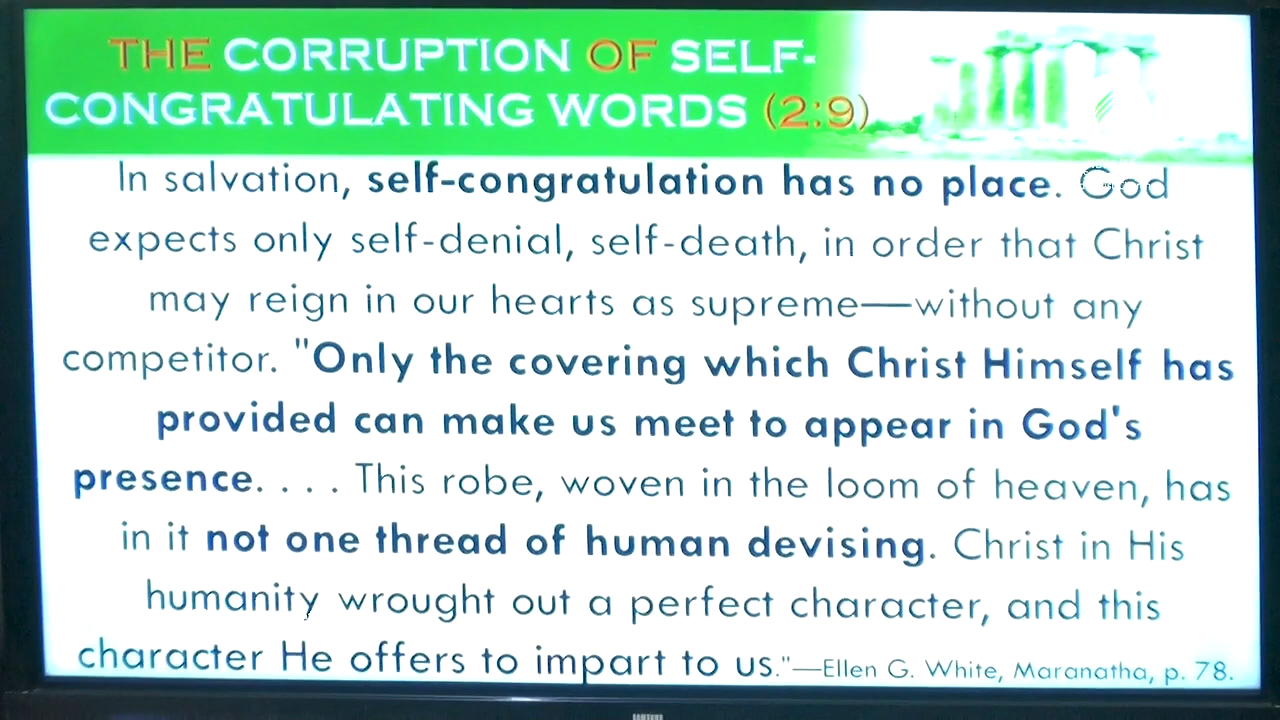 THE CORRUPTION OF SELF-
CONGRATULATING WORDS (2:9)
In salvation, self-congratulation has no place. God
expects only self-denial, self-death, in order that Christ
may reign in our hearts as supreme—without any
competitor. "Only the covering which Christ Himself has
provided can make us meet to appear in God's
presence. . . . This robe, woven in the loom of heaven, has
in it not one thread of human devising. Christ in His
humanity wrought out a perfect character, and this
character He offers to impart to us."—Ellen G. White, Maranatha, p. 78.
SAMSUNG